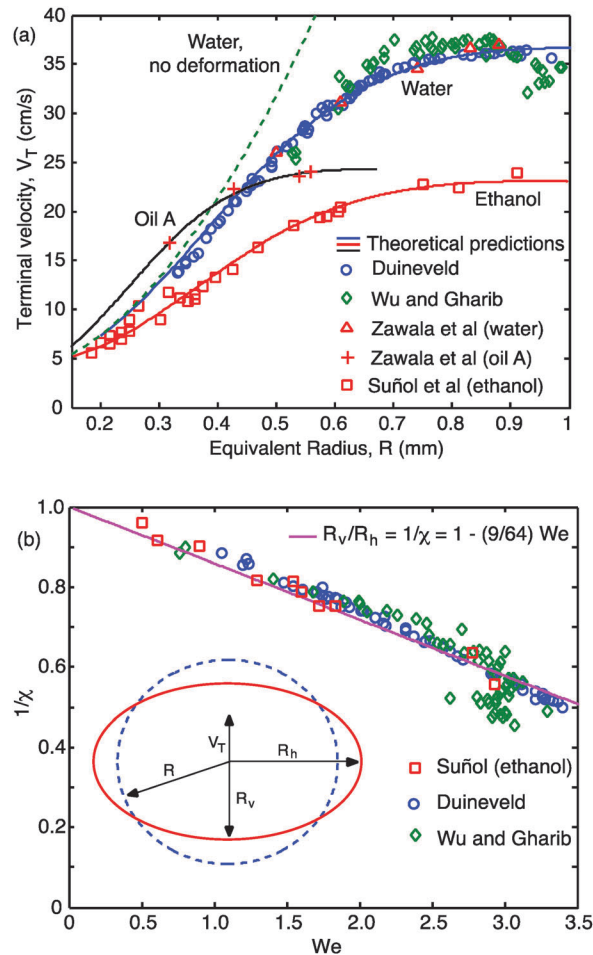 (a)
Terminal velocity, V_T (cm/s)
40
35
30
25
20
15
10
5
0
Water,
no deformation
Water
Oil A
Ethanol
Theoretical predictions
Duineveld
Wu and Gharib
Zawala et al (water)
Zawala et al (oil A)
Suñol et al (ethanol)
0.2 0.3 0.4 0.5 0.6 0.7 0.8 0.9 1
Equivalent Radius, R (mm)
(b)
1/χ
1.0
0.8
0.6
0.4
0.2
0
R_v/R_h = 1/χ = 1 - (9/64) We
V_T
R
R_h
R_v
Suñol (ethanol)
Duineveld
Wu and Gharib
0 0.5 1.0 1.5 2.0 2.5 3.0 3.5
We